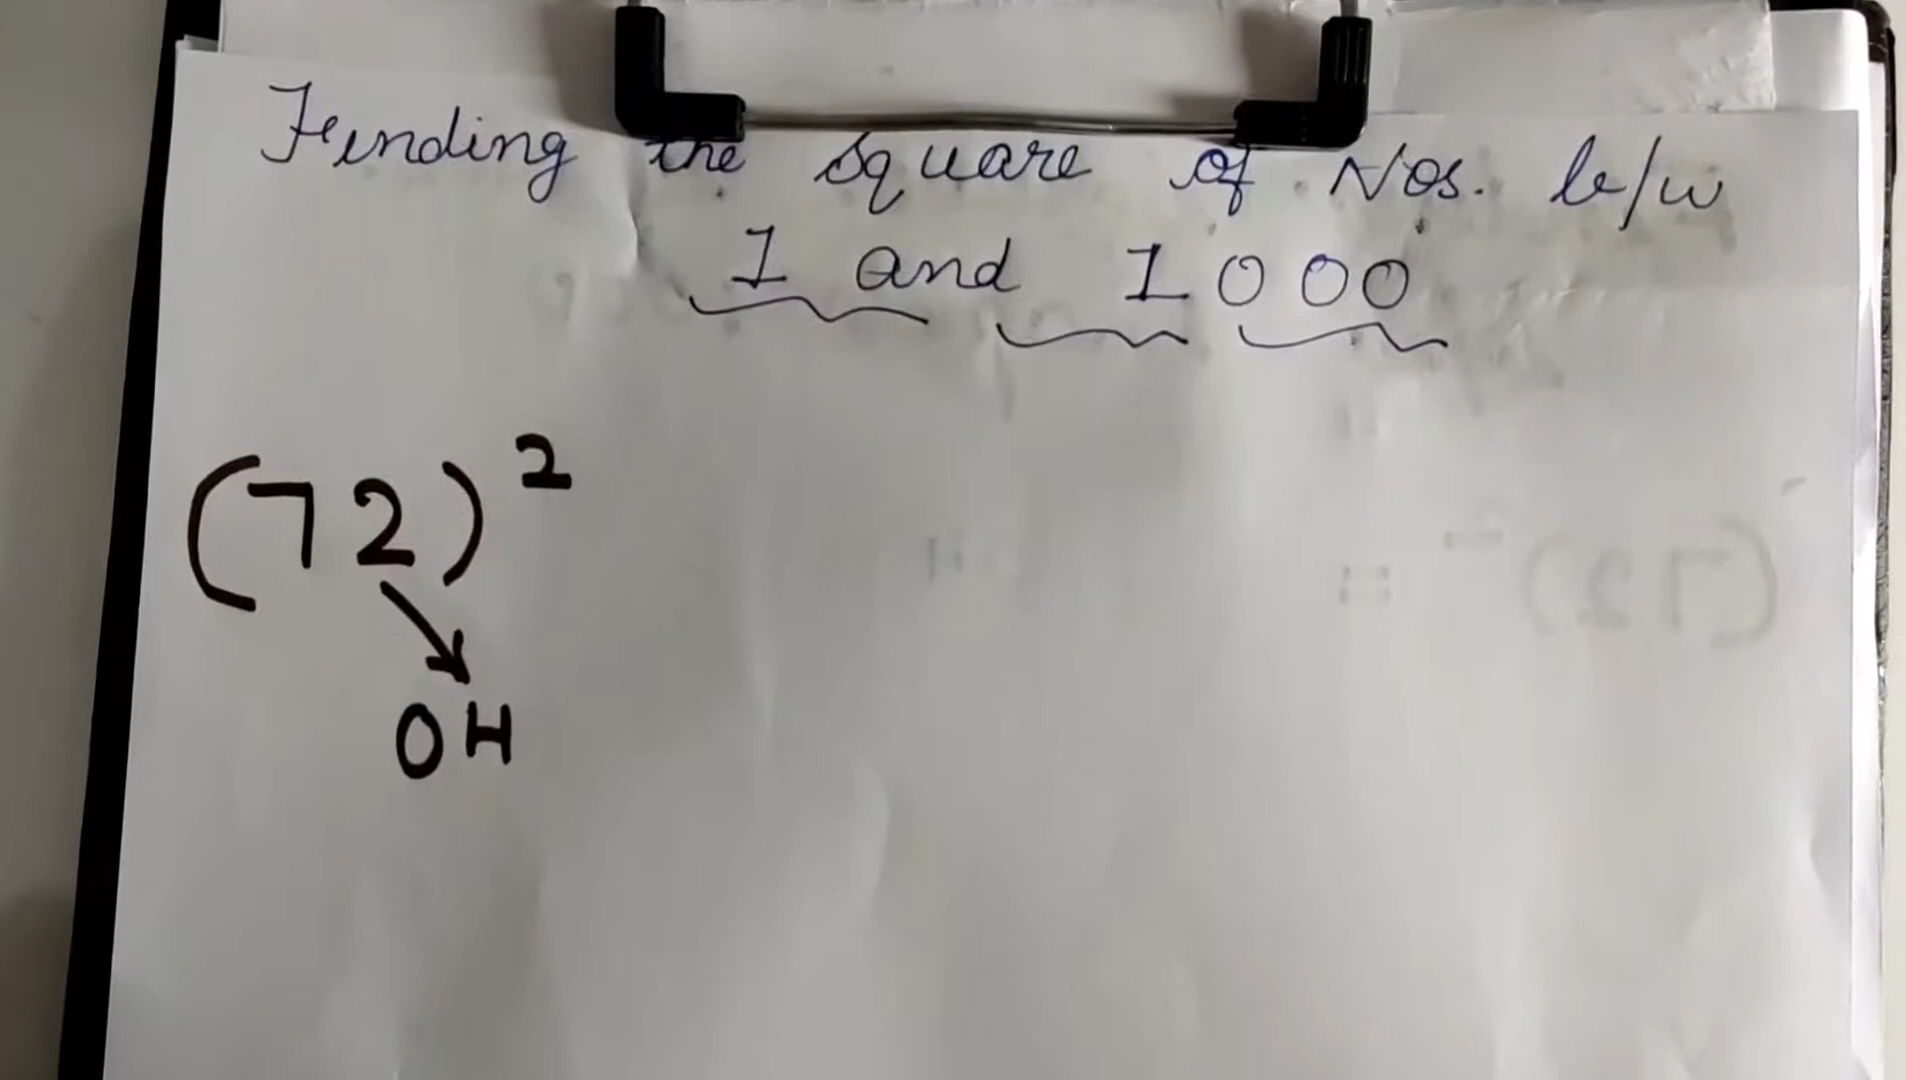 Finding the square of Nos. b/w
1 and 1000
(72)²
OH